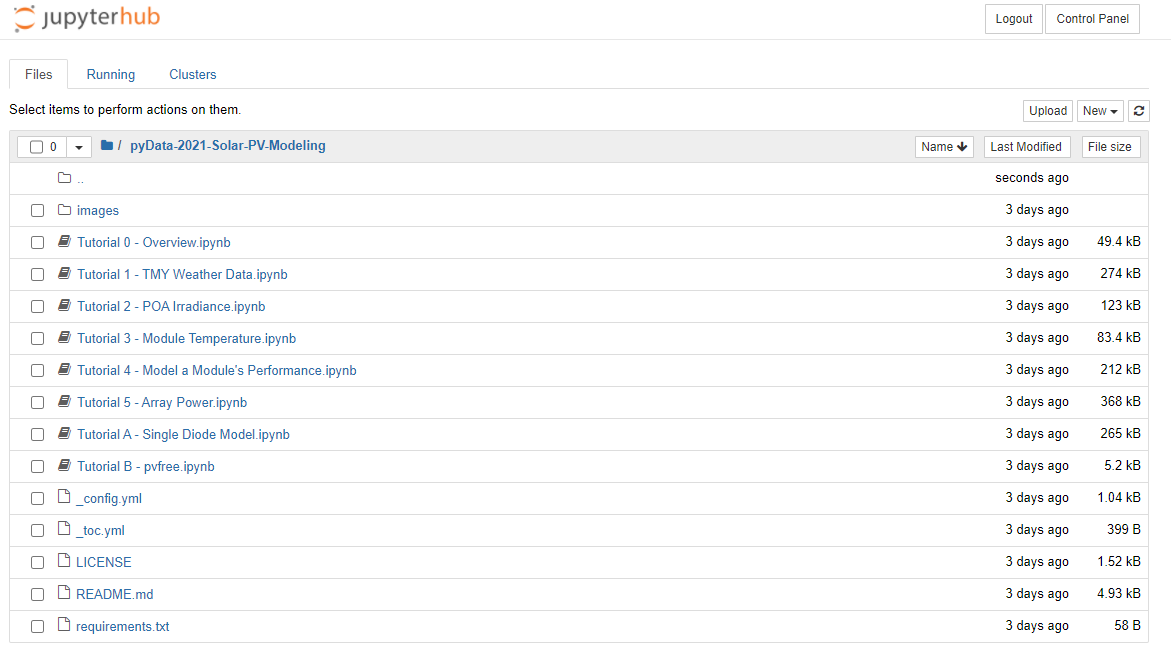 jupyterhub Logout Control Panel
Files Running Clusters
Select items to perform actions on them. Upload New
0 / pyData-2021-Solar-PV-Modeling Name Last Modified File size
.. seconds ago
images 3 days ago
Tutorial 0 - Overview.ipynb 3 days ago 49.4 kB
Tutorial 1 - TMY Weather Data.ipynb 3 days ago 274 kB
Tutorial 2 - POA Irradiance.ipynb 3 days ago 123 kB
Tutorial 3 - Module Temperature.ipynb 3 days ago 83.4 kB
Tutorial 4 - Model a Module's Performance.ipynb 3 days ago 212 kB
Tutorial 5 - Array Power.ipynb 3 days ago 368 kB
Tutorial A - Single Diode Model.ipynb 3 days ago 265 kB
Tutorial B - pvfree.ipynb 3 days ago 5.2 kB
_config.yml 3 days ago 1.04 kB
_toc.yml 3 days ago 399 B
LICENSE 3 days ago 1.52 kB
README.md 3 days ago 4.93 kB
requirements.txt 3 days ago 58 B